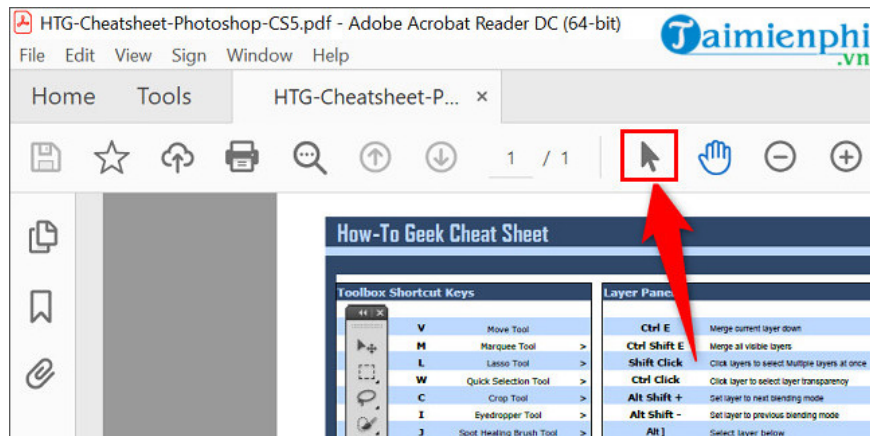 HTG-Cheatsheet-Photoshop-CS5.pdf - Adobe Acrobat Reader DC (64-bit)
Taimienphi
.vn
File Edit View Sign Window Help
Home Tools HTG-Cheatsheet-P... ×
1 / 1
How-To Geek Cheat Sheet
Toolbox Shortcut Keys
Layer Pane
V Move Tool
Ctrl E Merge current layer down
M Marquee Tool >
Ctrl Shift E Merge all visible layers
L Lasso Tool >
Shift Click Click layers to select Multiple layers at once
W Quick Selection Tool >
Ctrl Click Click layer to select layer transparency
C Crop Tool >
Alt Shift + Set layer to next blending mode
I Eyedropper Tool >
Alt Shift - Set layer to previous blending mode
J Spot Healing Brush Tool >
Alt ] Select layer below